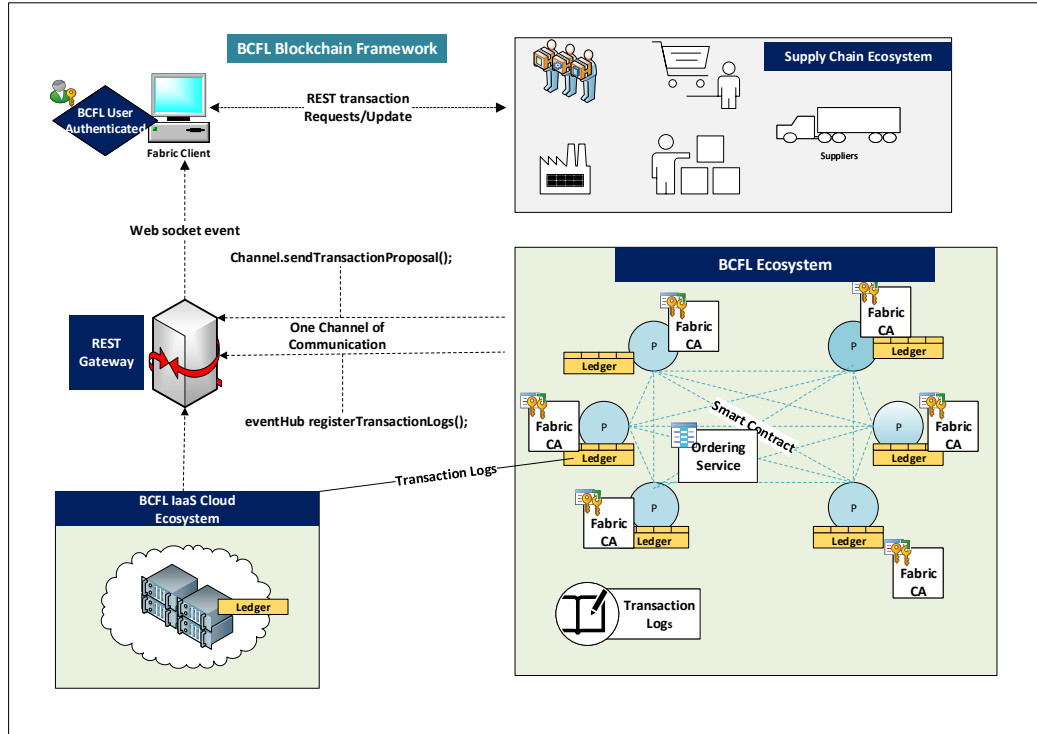 BCFL Blockchain Framework
Supply Chain Ecosystem
BCFL User
Authenticated
Fabric Client
REST transaction
Requests/Update
Suppliers
Web socket event
Channel.sendTransactionProposal();
REST
Gateway
One Channel of
Communication
eventHub registerTransactionLogs();
BCFL Ecosystem
P
Fabric
CA
Ledger
P
Fabric
CA
Ledger
P
Fabric
CA
Ledger
P
Fabric
CA
Ledger
Smart Contract
Ordering
Service
P
Fabric
CA
Ledger
P
Fabric
CA
Ledger
Transaction Logs
BCFL IaaS Cloud
Ecosystem
Ledger
Transaction
Logs